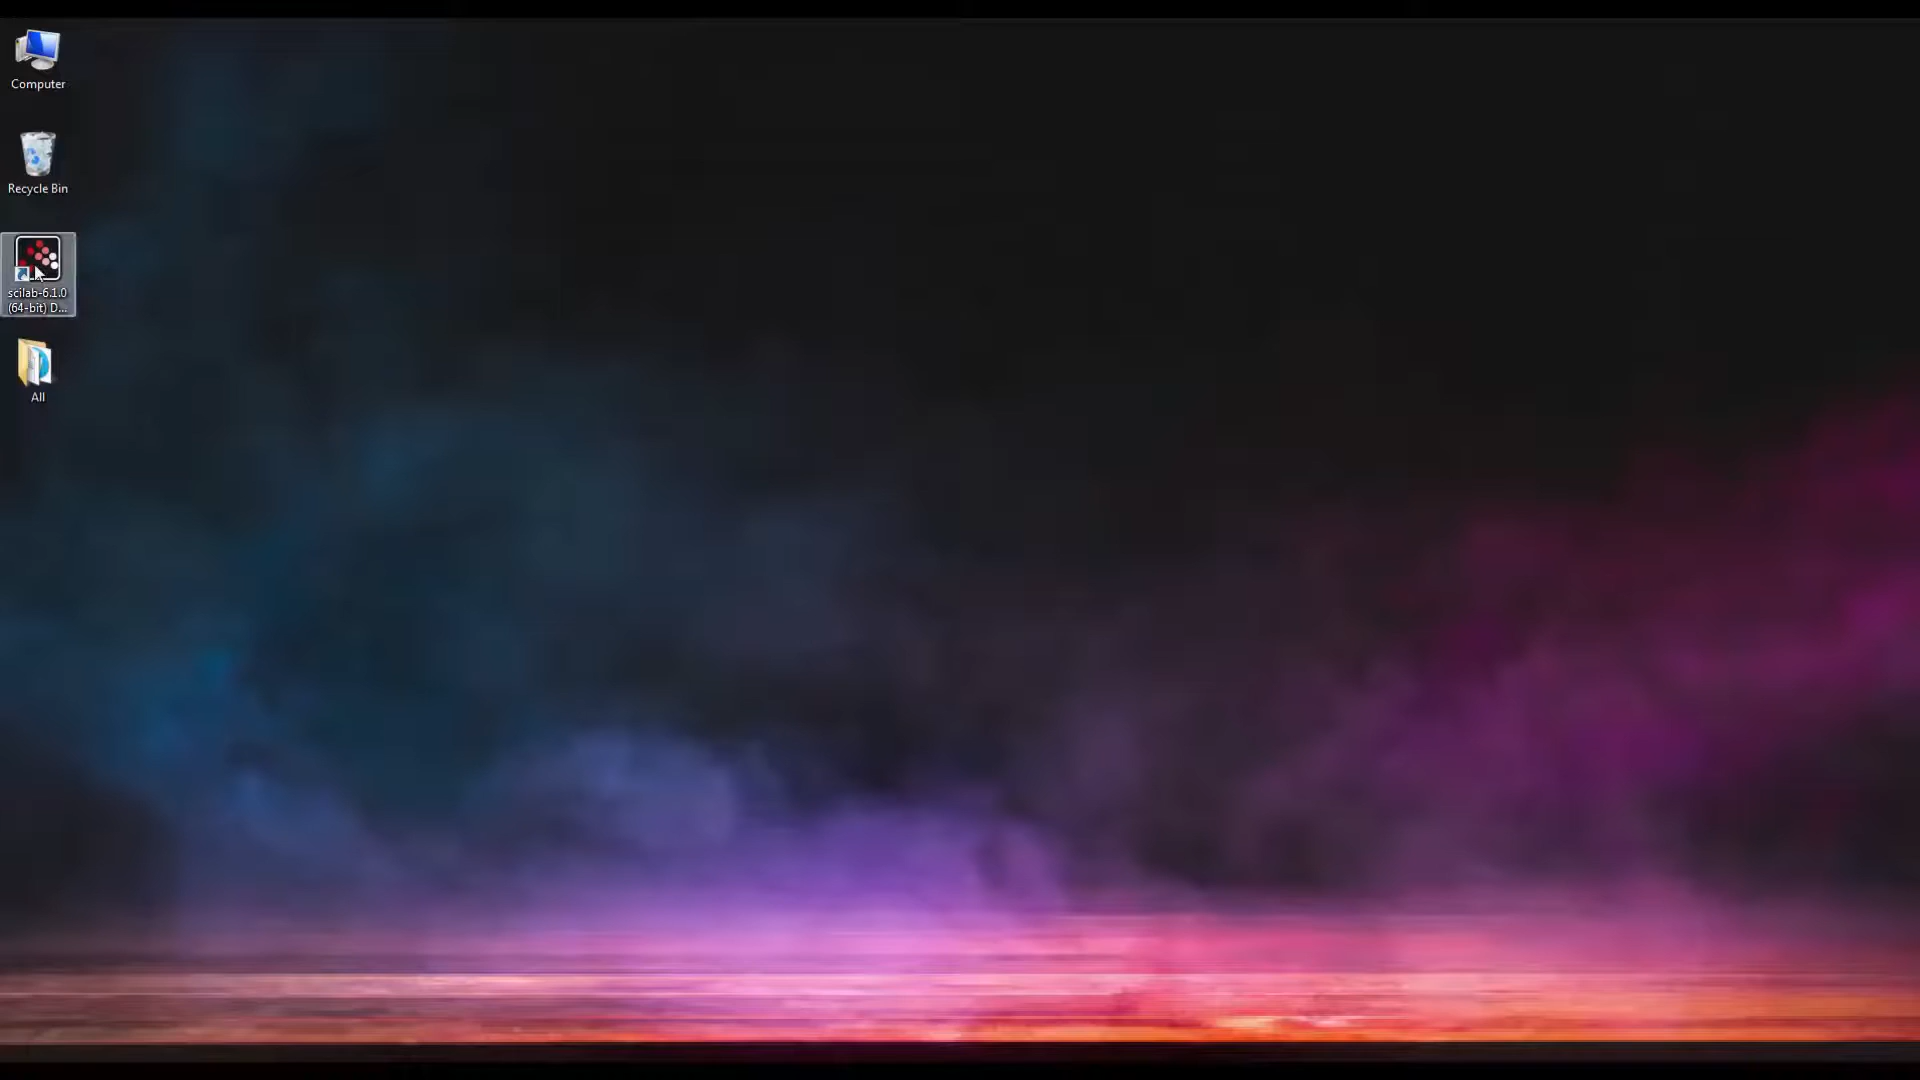 Computer
Recycle Bin
scilab-6.1.0
(64-bit) D...
All